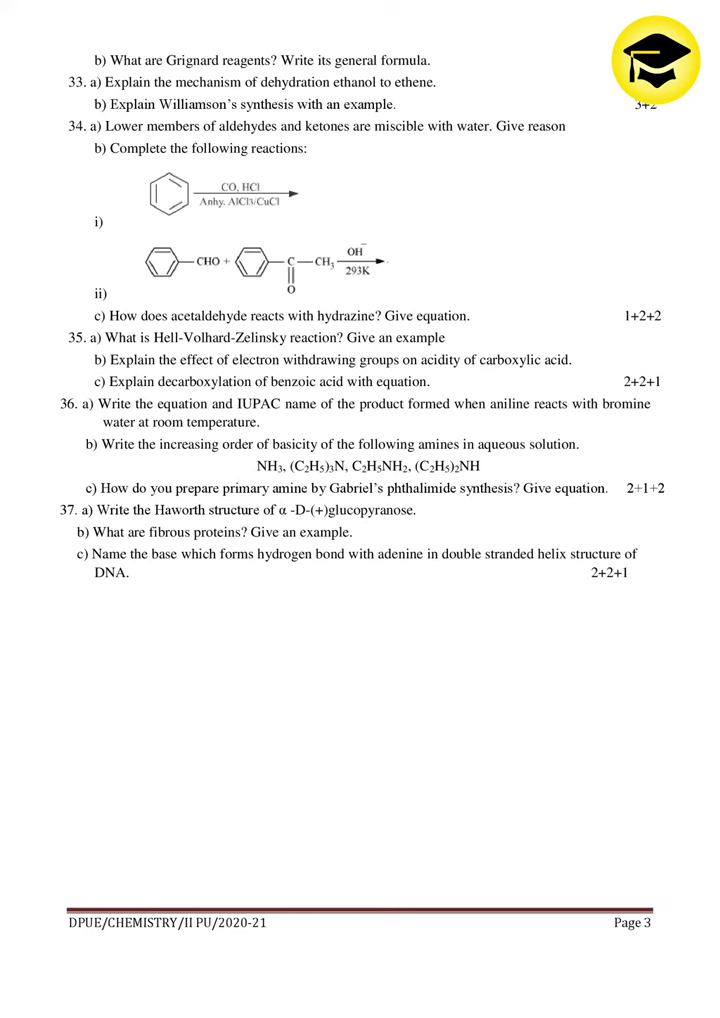 b) What are Grignard reagents? Write its general formula.
33. a) Explain the mechanism of dehydration ethanol to ethene.
b) Explain Williamson's synthesis with an example. 3+2
34. a) Lower members of aldehydes and ketones are miscible with water. Give reason
b) Complete the following reactions:
CO, HCl
Anhy. AlCl3/CuCl
i)
CHO + C CH3 OH⁻
293K
O
ii)
c) How does acetaldehyde reacts with hydrazine? Give equation. 1+2+2
35. a) What is Hell-Volhard-Zelinsky reaction? Give an example
b) Explain the effect of electron withdrawing groups on acidity of carboxylic acid.
c) Explain decarboxylation of benzoic acid with equation. 2+2+1
36. a) Write the equation and IUPAC name of the product formed when aniline reacts with bromine
water at room temperature.
b) Write the increasing order of basicity of the following amines in aqueous solution.
NH3, (C2H5)3N, C2H5NH2, (C2H5)2NH
c) How do you prepare primary amine by Gabriel's phthalimide synthesis? Give equation. 2+1+2
37. a) Write the Haworth structure of α -D-(+)glucopyranose.
b) What are fibrous proteins? Give an example.
c) Name the base which forms hydrogen bond with adenine in double stranded helix structure of
DNA. 2+2+1
DPUE/CHEMISTRY/II PU/2020-21 Page 3